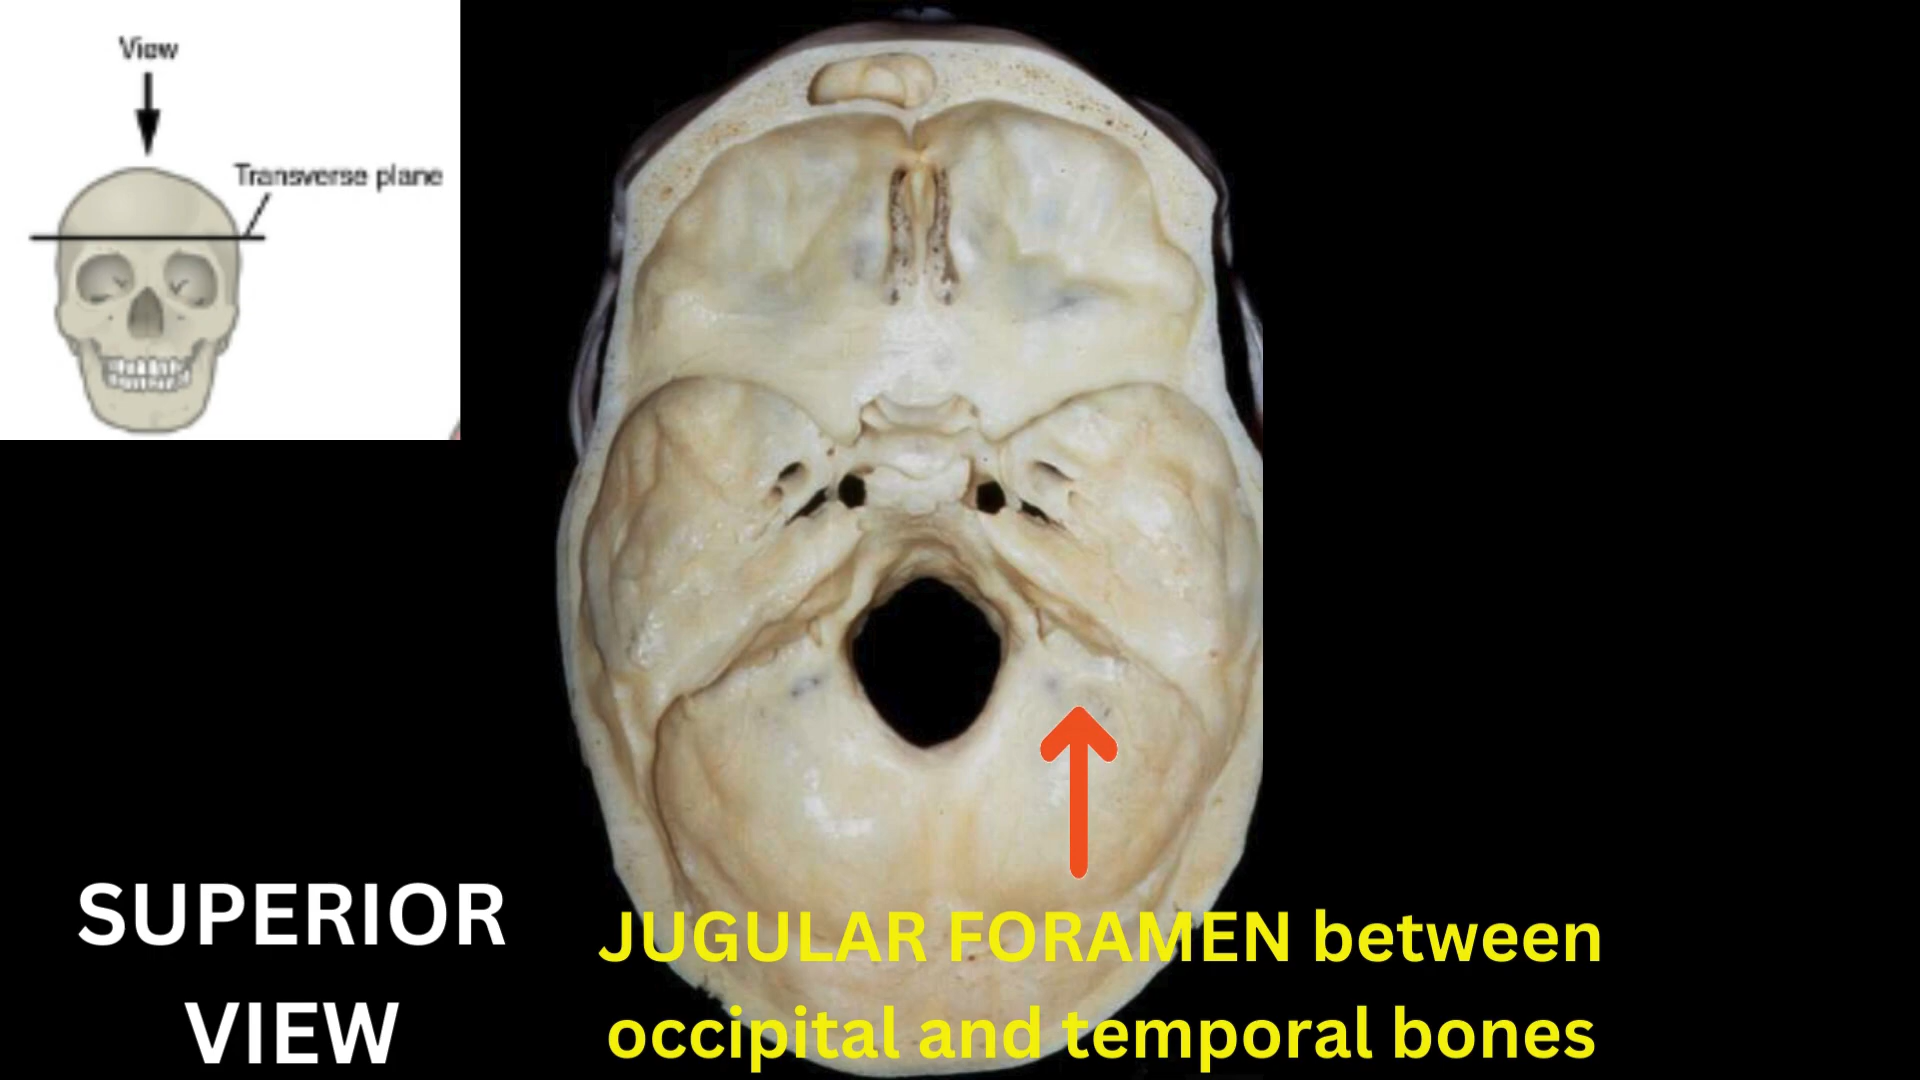 View
Transverse plane
SUPERIOR
VIEW
JUGULAR FORAMEN between
occipital and temporal bones